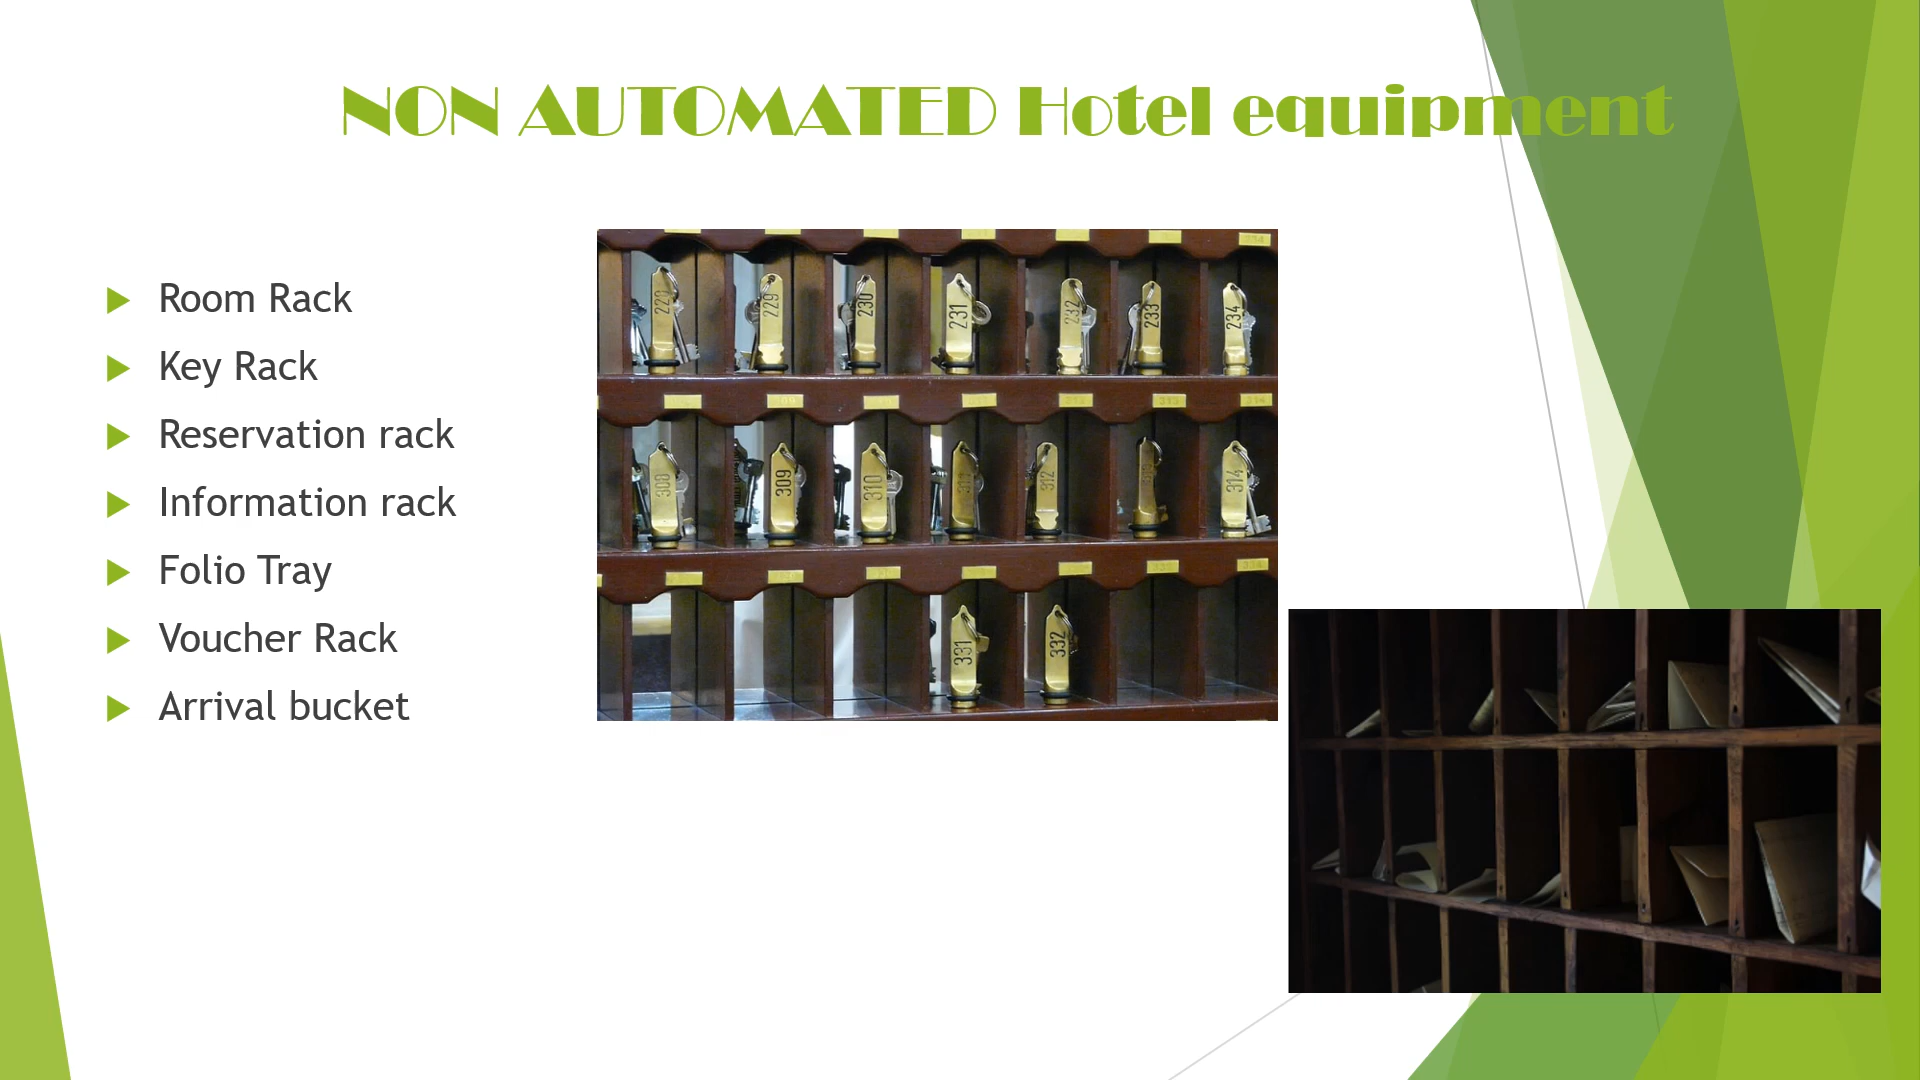 NON AUTOMATED Hotel equipment
Room Rack
Key Rack
Reservation rack
Information rack
Folio Tray
Voucher Rack
Arrival bucket
229
230
231
232
233
234
308
309
310
312
314
331
332